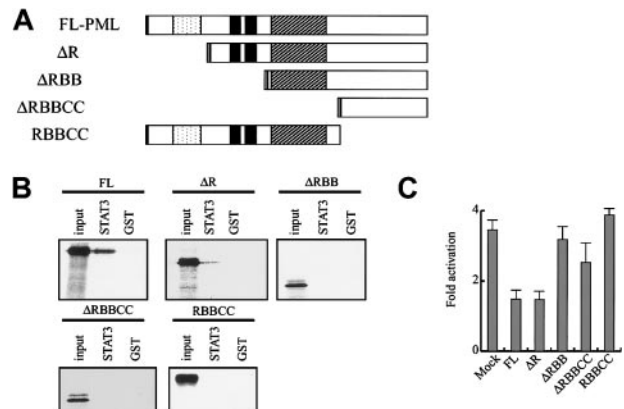 A
FL-PML
ΔR
ΔRBB
ΔRBBCC
RBBCC
B
FL
input
STAT3
GST
ΔR
input
STAT3
GST
ΔRBB
input
STAT3
GST
ΔRBBCC
input
STAT3
GST
RBBCC
input
STAT3
GST
C
Fold activation
4
2
0
Mock
FL
ΔR
ΔRBB
ΔRBBCC
RBBCC